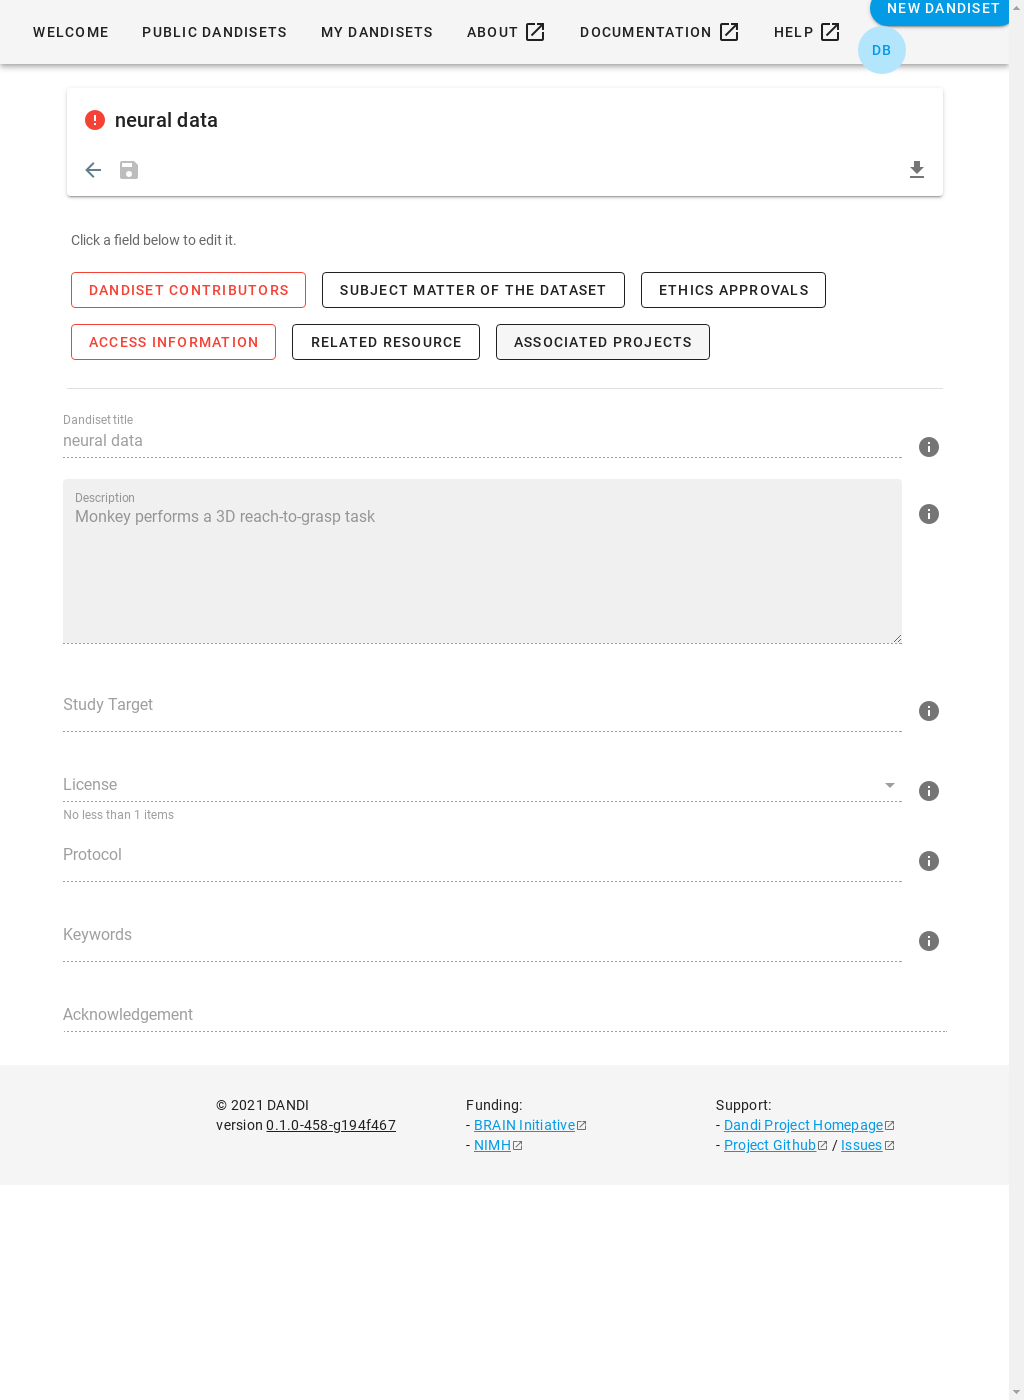 WELCOME PUBLIC DANDISETS MY DANDISETS ABOUT DOCUMENTATION HELP NEW DANDISET
DB
neural data
Click a field below to edit it.
DANDISET CONTRIBUTORS SUBJECT MATTER OF THE DATASET ETHICS APPROVALS
ACCESS INFORMATION RELATED RESOURCE ASSOCIATED PROJECTS
Dandiset title
neural data
Description
Monkey performs a 3D reach-to-grasp task
Study Target
License
No less than 1 items
Protocol
Keywords
Acknowledgement
© 2021 DANDI
version 0.1.0-458-g194f467
Funding:
- BRAIN Initiative
- NIMH
Support:
- Dandi Project Homepage
- Project Github / Issues